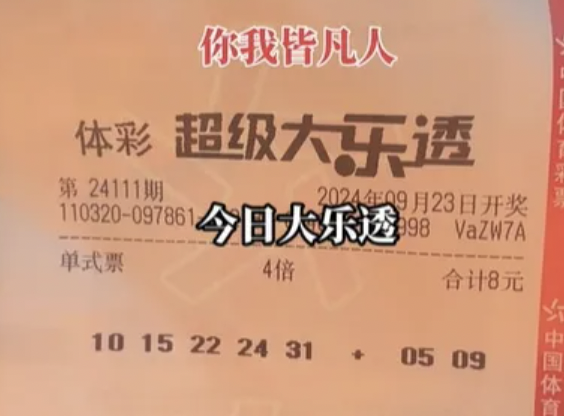 你我皆凡人
体彩 超级大乐透
第 24111期 2024年09月23日开奖
110320-097861 998 VaZW7A
今日大乐透
单式票 4倍 合计8元
10 15 22 24 31 + 05 09
中国体育彩票
中国体育